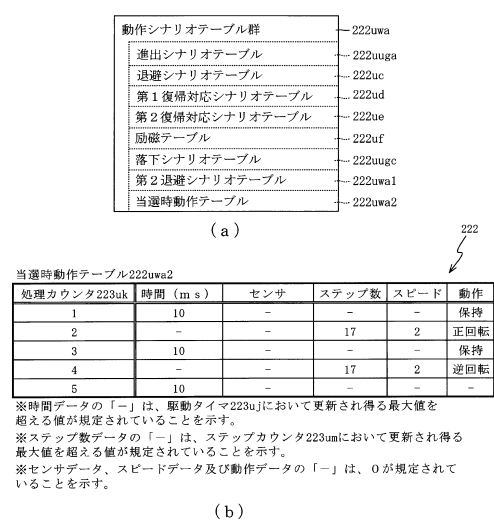 動作シナリオテーブル群 222uwa
進出シナリオテーブル 222uuga
退避シナリオテーブル 222uc
第1復帰対応シナリオテーブル 222ud
第2復帰対応シナリオテーブル 222ue
励磁テーブル 222uf
落下シナリオテーブル 222uugc
第2退避シナリオテーブル 222uwa1
当選時動作テーブル 222uwa2
(a)
222
当選時動作テーブル222uwa2
処理カウンタ223uk 時間(ms) センサ ステップ数 スピード 動作
1 10 － － － 保持
2 － － 17 2 正回転
3 10 － － － 保持
4 － － 17 2 逆回転
5 10 － － － －
※時間データの「－」は、駆動タイマ223ujにおいて更新され得る最大値を
超える値が規定されていることを示す。
※ステップ数データの「－」は、ステップカウンタ223umにおいて更新され得る
最大値を超える値が規定されていることを示す。
※センサデータ、スピードデータ及び動作データの「－」は、0が規定されて
いることを示す。
(b)